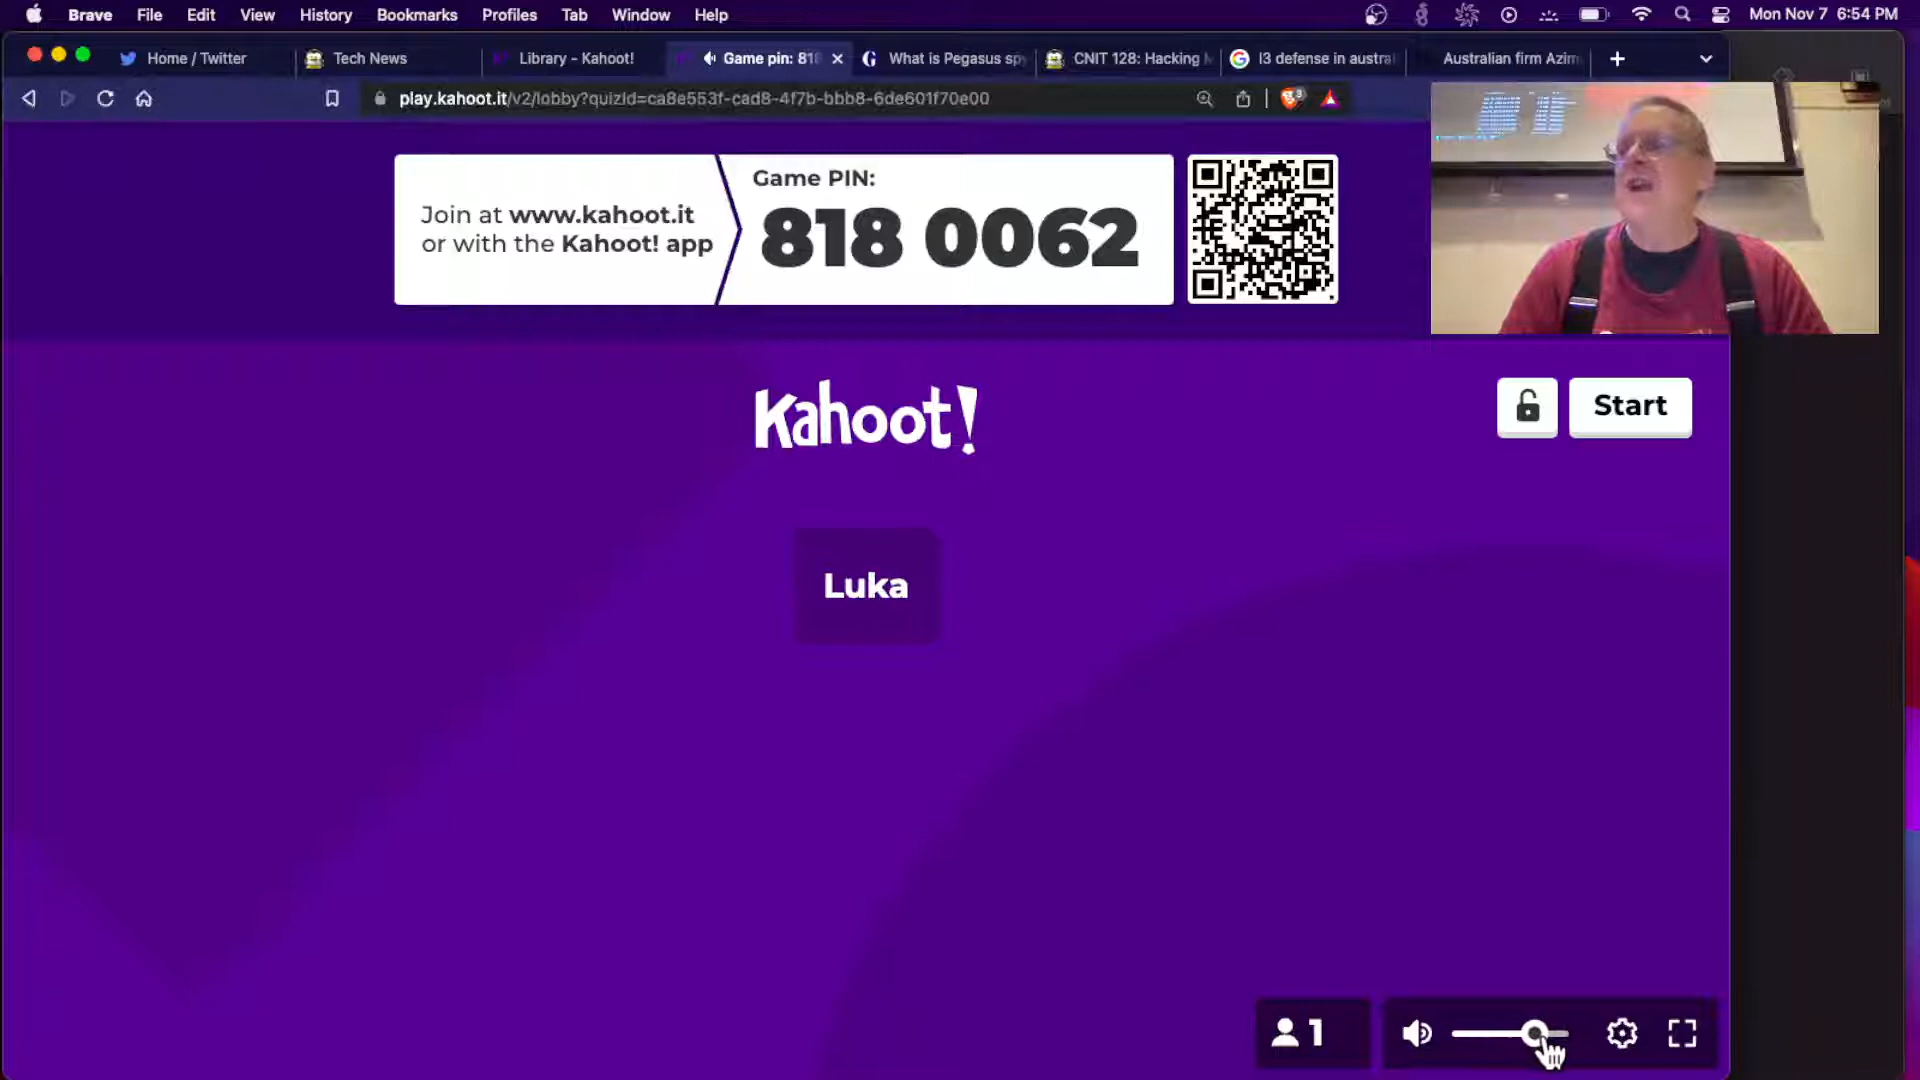 Brave File Edit View History Bookmarks Profiles Tab Window Help Mon Nov 7 6:54 PM
Home / Twitter Tech News Library - Kahoot! Game pin: 818 What is Pegasus spy CNIT 128: Hacking M l3 defense in austra Australian firm Azim
play.kahoot.it/v2/lobby?quizId=ca8e553f-cad8-4f7b-bbb8-6de601f70e00
Join at www.kahoot.it
or with the Kahoot! app
Game PIN:
818 0062
Kahoot!
Start
Luka
1